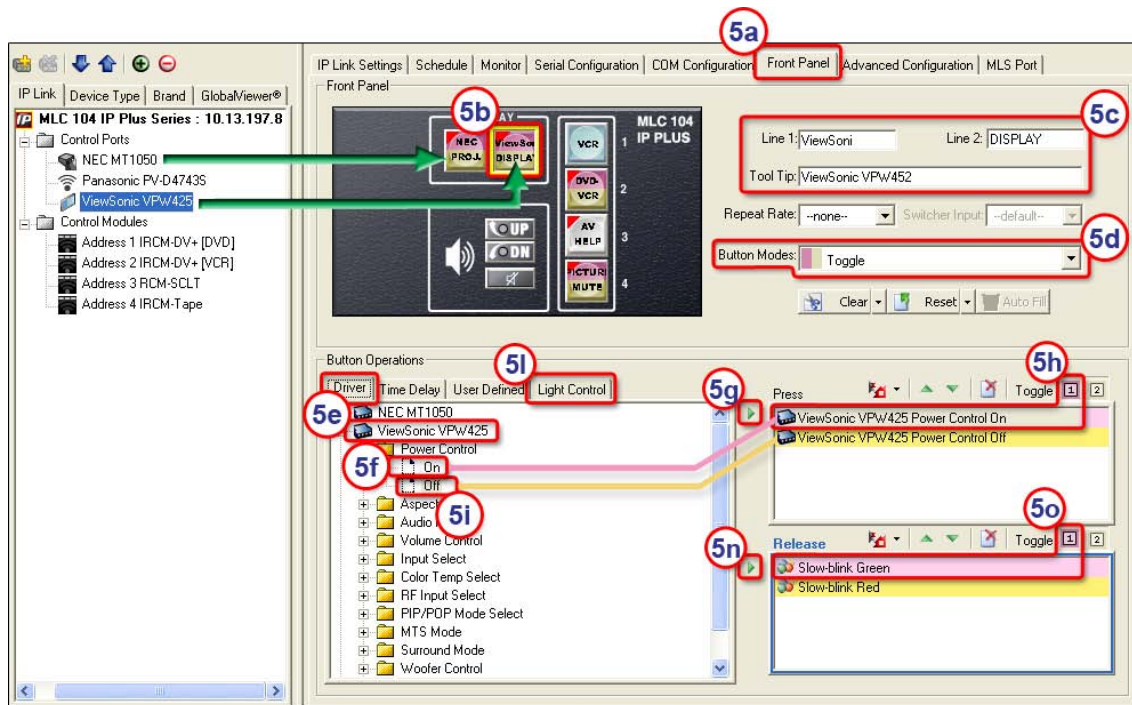 5a
IP Link Settings Schedule Monitor Serial Configuration COM Configuration Front Panel Advanced Configuration MLS Port
IP Link Device Type Brand GlobalViewer®
MLC 104 IP Plus Series : 10.13.197.8
Control Ports
NEC MT1050
Panasonic PV-D4743S
ViewSonic VPW425
Control Modules
Address 1 IRCM-DV+ [DVD]
Address 2 IRCM-DV+ [VCR]
Address 3 RCM-SCLT
Address 4 IRCM-Tape
Front Panel
5b
AY
NEC
PROJ.
ViewSo
DISPLAY
MLC 104
IP PLUS
VCR 1
DVD-
VCR
2
AV
HELP
3
PICTURE
MUTE
4
UP
DN
5c
Line 1: ViewSoni Line 2: DISPLAY
Tool Tip: ViewSonic VPW452
Repeat Rate: --none-- Switcher Input: --default--
5d
Button Modes: Toggle
Clear Reset Auto Fill
Button Operations
5l
Driver Time Delay User Defined Light Control
5e
NEC MT1050
ViewSonic VPW425
Power Control
5f
On
Off
5i
Aspect
Audio
Volume Control
Input Select
Color Temp Select
RF Input Select
PIP/POP Mode Select
MTS Mode
Surround Mode
Woofer Control
5g
5h
Press Toggle 1 2
ViewSonic VPW425 Power Control On
ViewSonic VPW425 Power Control Off
5o
5n
Release Toggle 1 2
Slow-blink Green
Slow-blink Red